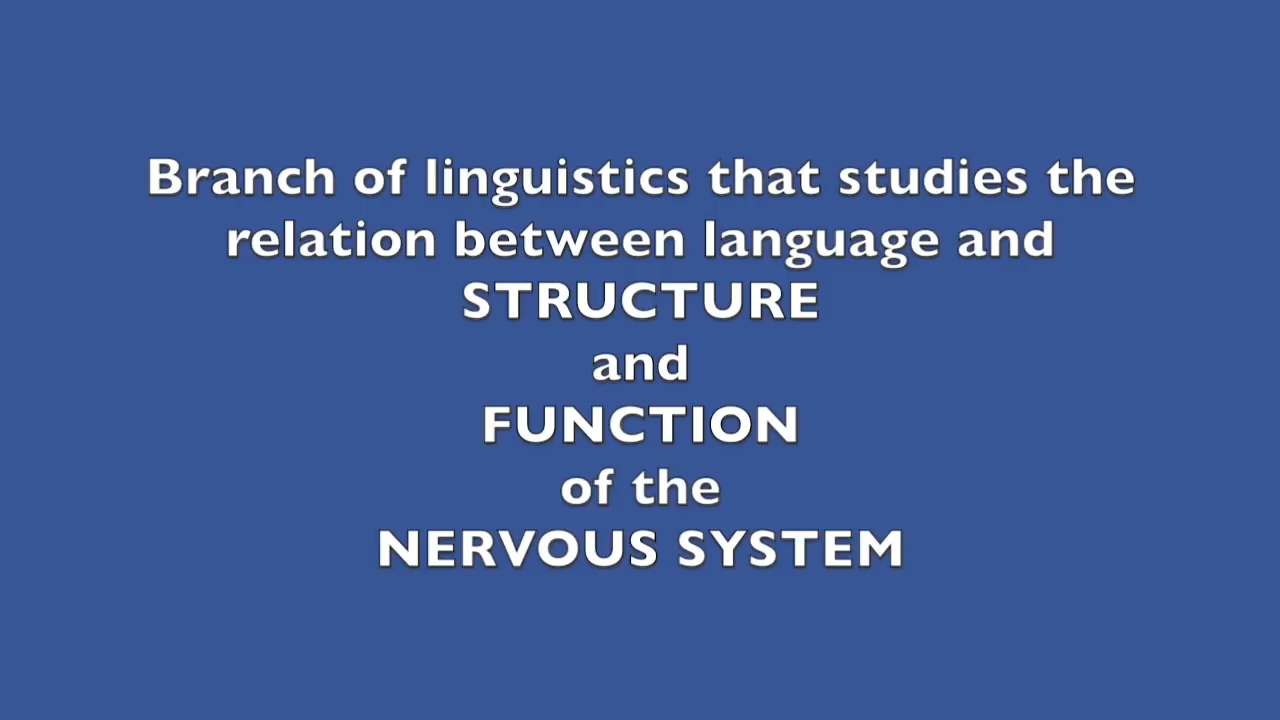 Branch of linguistics that studies the
relation between language and
STRUCTURE
and
FUNCTION
of the
NERVOUS SYSTEM